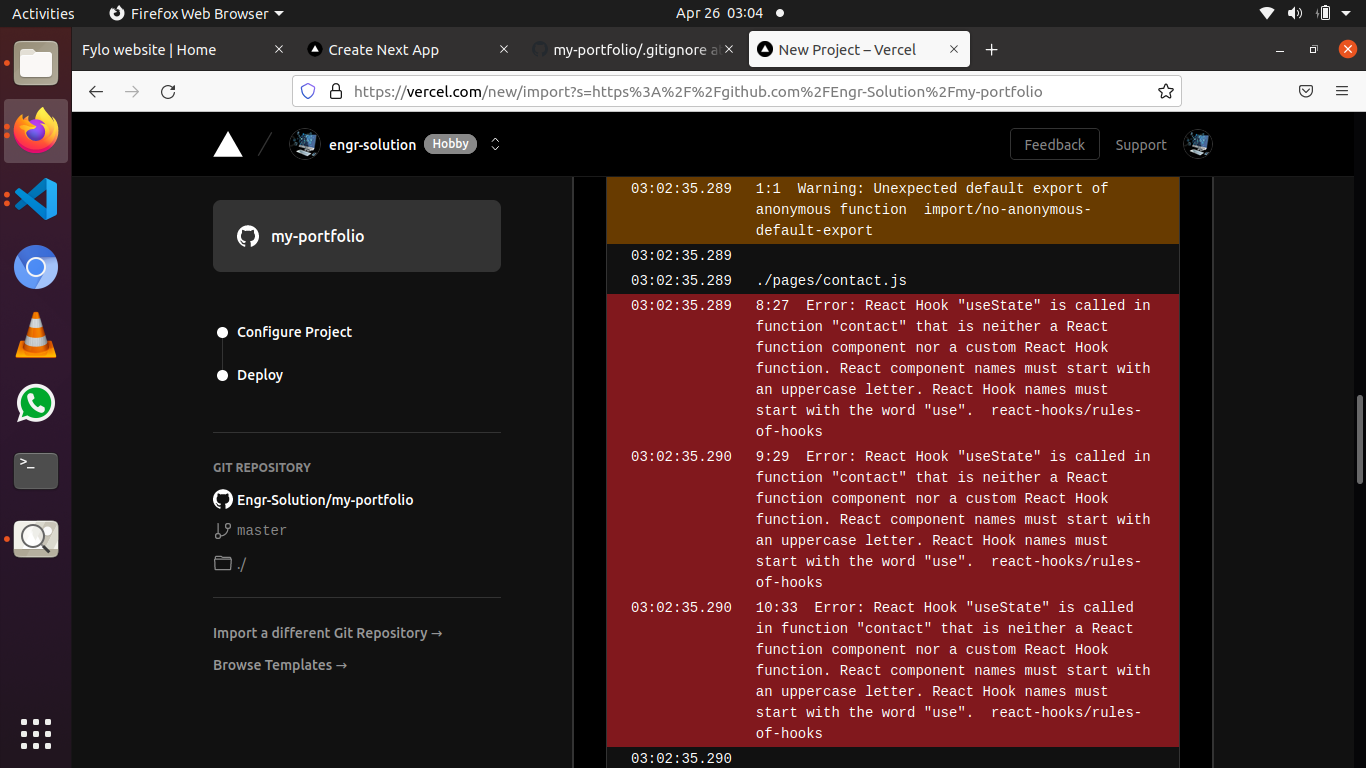 Activities
Firefox Web Browser
Apr 26 03:04
Fylo website | Home
Create Next App
my-portfolio/.gitignore a
New Project – Vercel
https://vercel.com/new/import?s=https%3A%2F%2Fgithub.com%2FEngr-Solution%2Fmy-portfolio
engr-solution
Hobby
Feedback
Support
my-portfolio
Configure Project
Deploy
GIT REPOSITORY
Engr-Solution/my-portfolio
master
./
Import a different Git Repository →
Browse Templates →
03:02:35.289 1:1 Warning: Unexpected default export of
anonymous function import/no-anonymous-
default-export
03:02:35.289
03:02:35.289 ./pages/contact.js
03:02:35.289 8:27 Error: React Hook "useState" is called in
function "contact" that is neither a React
function component nor a custom React Hook
function. React component names must start with
an uppercase letter. React Hook names must
start with the word "use". react-hooks/rules-
of-hooks
03:02:35.290 9:29 Error: React Hook "useState" is called in
function "contact" that is neither a React
function component nor a custom React Hook
function. React component names must start with
an uppercase letter. React Hook names must
start with the word "use". react-hooks/rules-
of-hooks
03:02:35.290 10:33 Error: React Hook "useState" is called
in function "contact" that is neither a React
function component nor a custom React Hook
function. React component names must start with
an uppercase letter. React Hook names must
start with the word "use". react-hooks/rules-
of-hooks
03:02:35.290